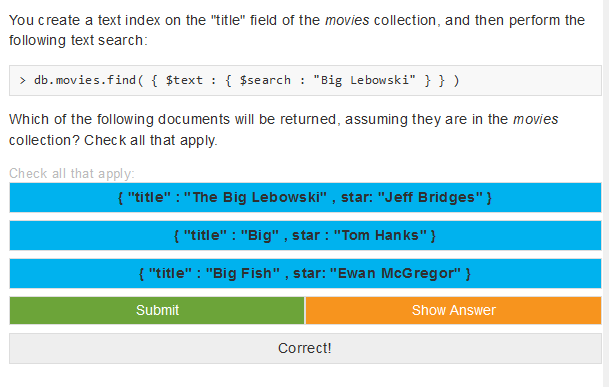 You create a text index on the "title" field of the movies collection, and then perform the
following text search:
> db.movies.find( { $text : { $search : "Big Lebowski" } } )
Which of the following documents will be returned, assuming they are in the movies
collection? Check all that apply.
Check all that apply:
{ "title" : "The Big Lebowski" , star: "Jeff Bridges" }
{ "title" : "Big" , star : "Tom Hanks" }
{ "title" : "Big Fish" , star: "Ewan McGregor" }
Submit
Show Answer
Correct!